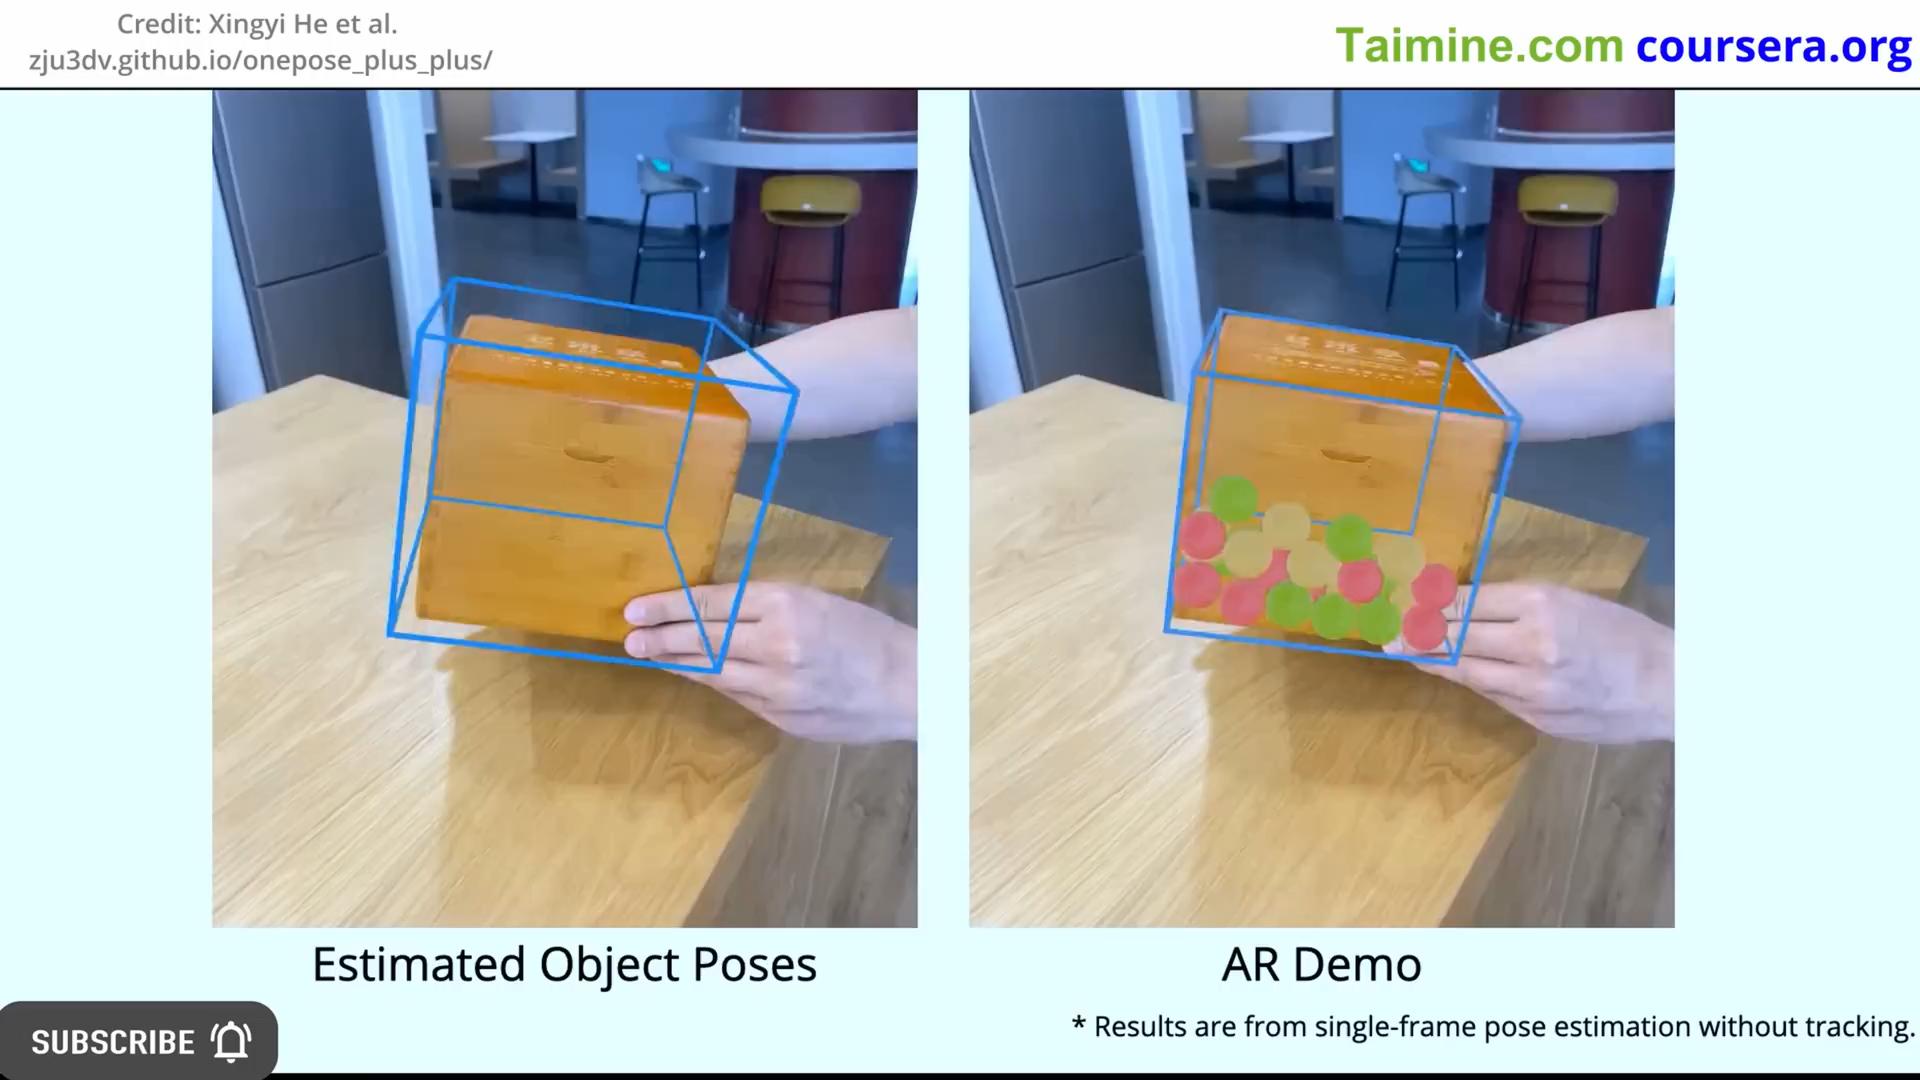 Credit: Xingyi He et al.
zju3dv.github.io/onepose_plus_plus/
Taimine.com coursera.org
Estimated Object Poses
AR Demo
* Results are from single-frame pose estimation without tracking.
SUBSCRIBE